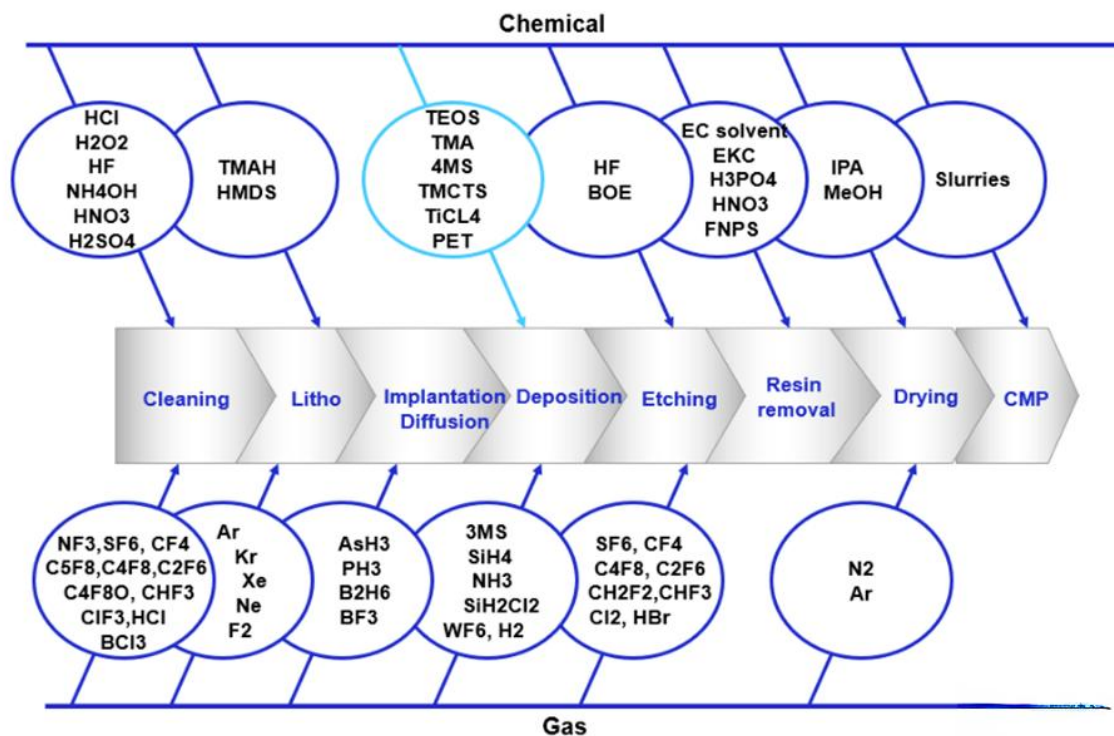 Chemical
HCl
H2O2
HF
NH4OH
HNO3
H2SO4
TMAH
HMDS
TEOS
TMA
4MS
TMCTS
TiCL4
PET
HF
BOE
EC solvent
EKC
H3PO4
HNO3
FNPS
IPA
MeOH
Slurries
Cleaning
Litho
Implantation
Diffusion
Deposition
Etching
Resin
removal
Drying
CMP
NF3,SF6, CF4
C5F8,C4F8,C2F6
C4F8O, CHF3
ClF3,HCl
BCl3
Ar
Kr
Xe
Ne
F2
AsH3
PH3
B2H6
BF3
3MS
SiH4
NH3
SiH2Cl2
WF6, H2
SF6, CF4
C4F8, C2F6
CH2F2,CHF3
Cl2, HBr
N2
Ar
Gas